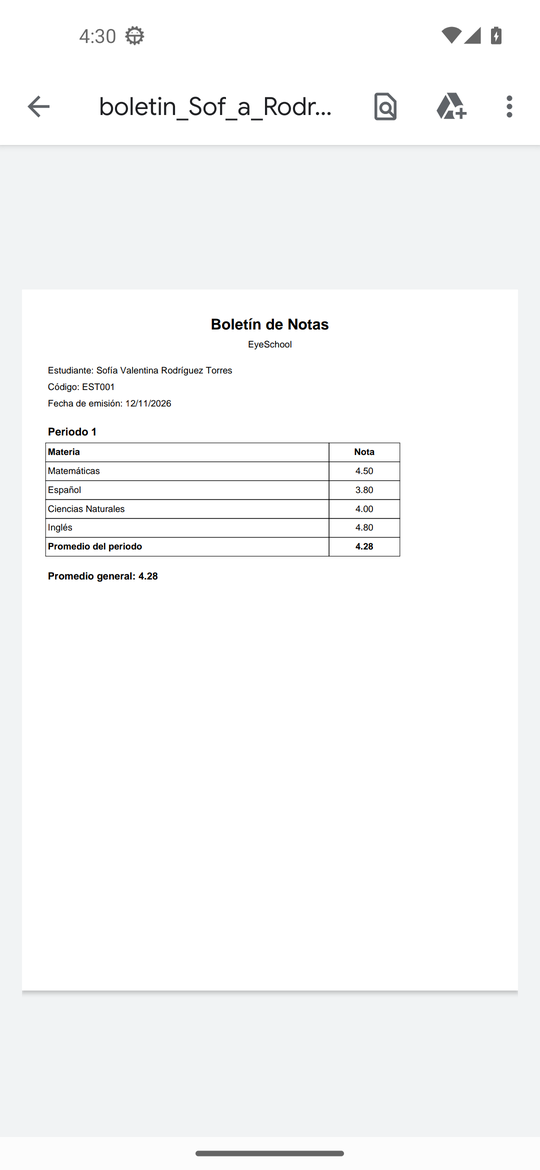 4:30
boletin_Sof_a_Rodr...
Boletín de Notas
EyeSchool
Estudiante: Sofía Valentina Rodríguez Torres
Código: EST001
Fecha de emisión: 12/11/2026
Periodo 1
Materia Nota
Matemáticas 4.50
Español 3.80
Ciencias Naturales 4.00
Inglés 4.80
Promedio del periodo 4.28
Promedio general: 4.28